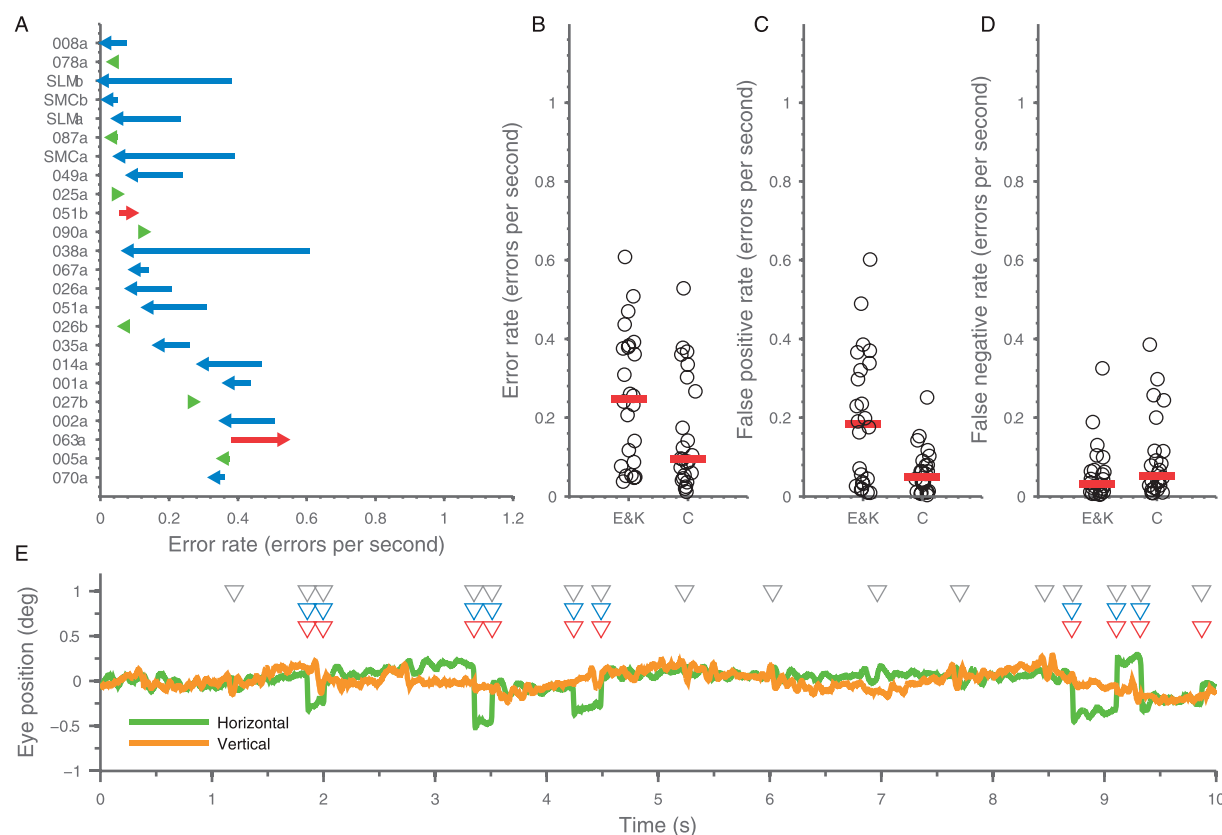 A
008a
078a
SLMb
SMCb
SLMa
087a
SMCa
049a
025a
051b
090a
038a
067a
026a
051a
026b
035a
014a
001a
027b
002a
063a
005a
070a
0 0.2 0.4 0.6 0.8 1 1.2
Error rate (errors per second)
B
Error rate (errors per second)
1
0.8
0.6
0.4
0.2
0
E&K C
C
False positive rate (errors per second)
1
0.8
0.6
0.4
0.2
0
E&K C
D
False negative rate (errors per second)
1
0.8
0.6
0.4
0.2
0
E&K C
E
Eye position (deg)
1
0.5
0
−0.5
−1
Horizontal
Vertical
0 1 2 3 4 5 6 7 8 9 10
Time (s)